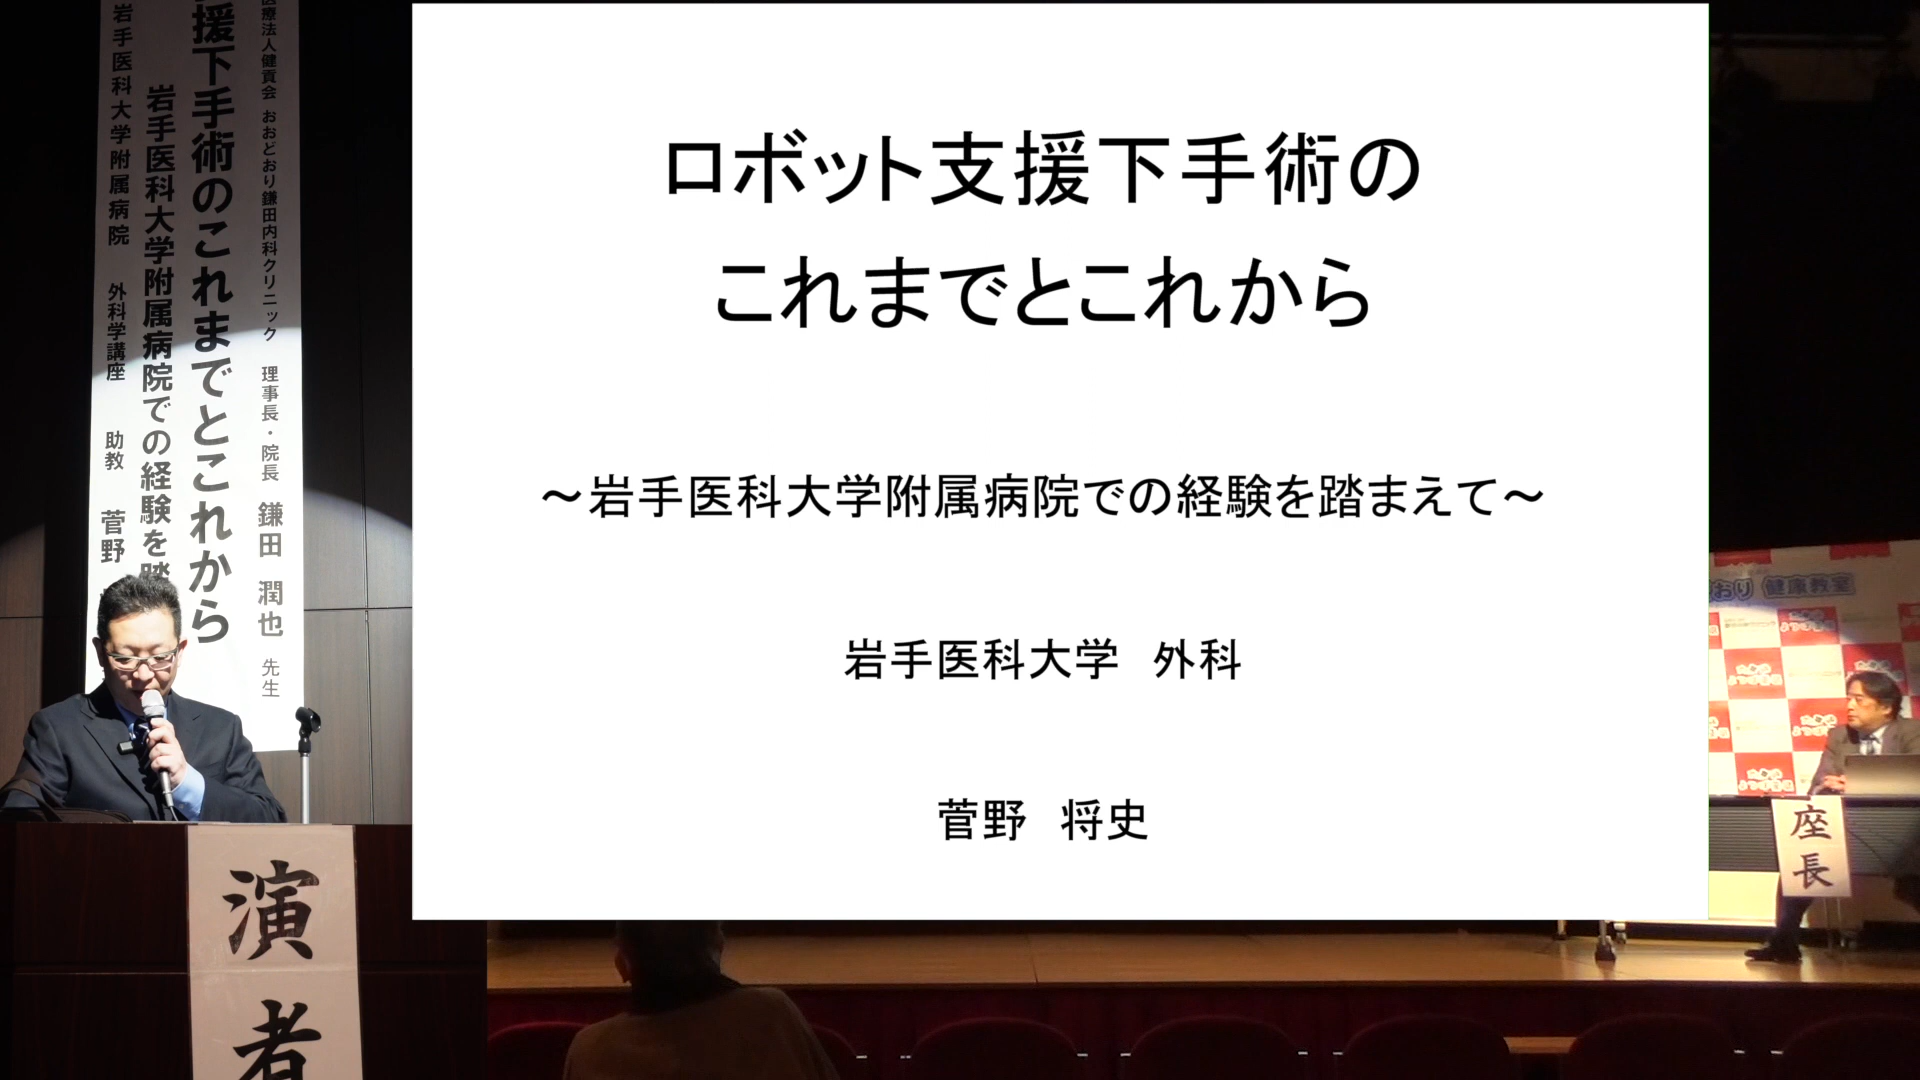 ロボット支援下手術の
これまでとこれから
～岩手医科大学附属病院での経験を踏まえて～
岩手医科大学　外科
菅野　将史
医療法人健貢会 おおどおり鎌田内科クリニック　理事長・院長　鎌田　潤也　先生
援下手術のこれまでとこれから
岩手医科大学附属病院での経験を踏
岩手医科大学附属病院　外科学講座　助教　菅野
演者
おり 健康教室
座長